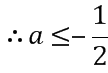 ∴ a ≤ −1/2